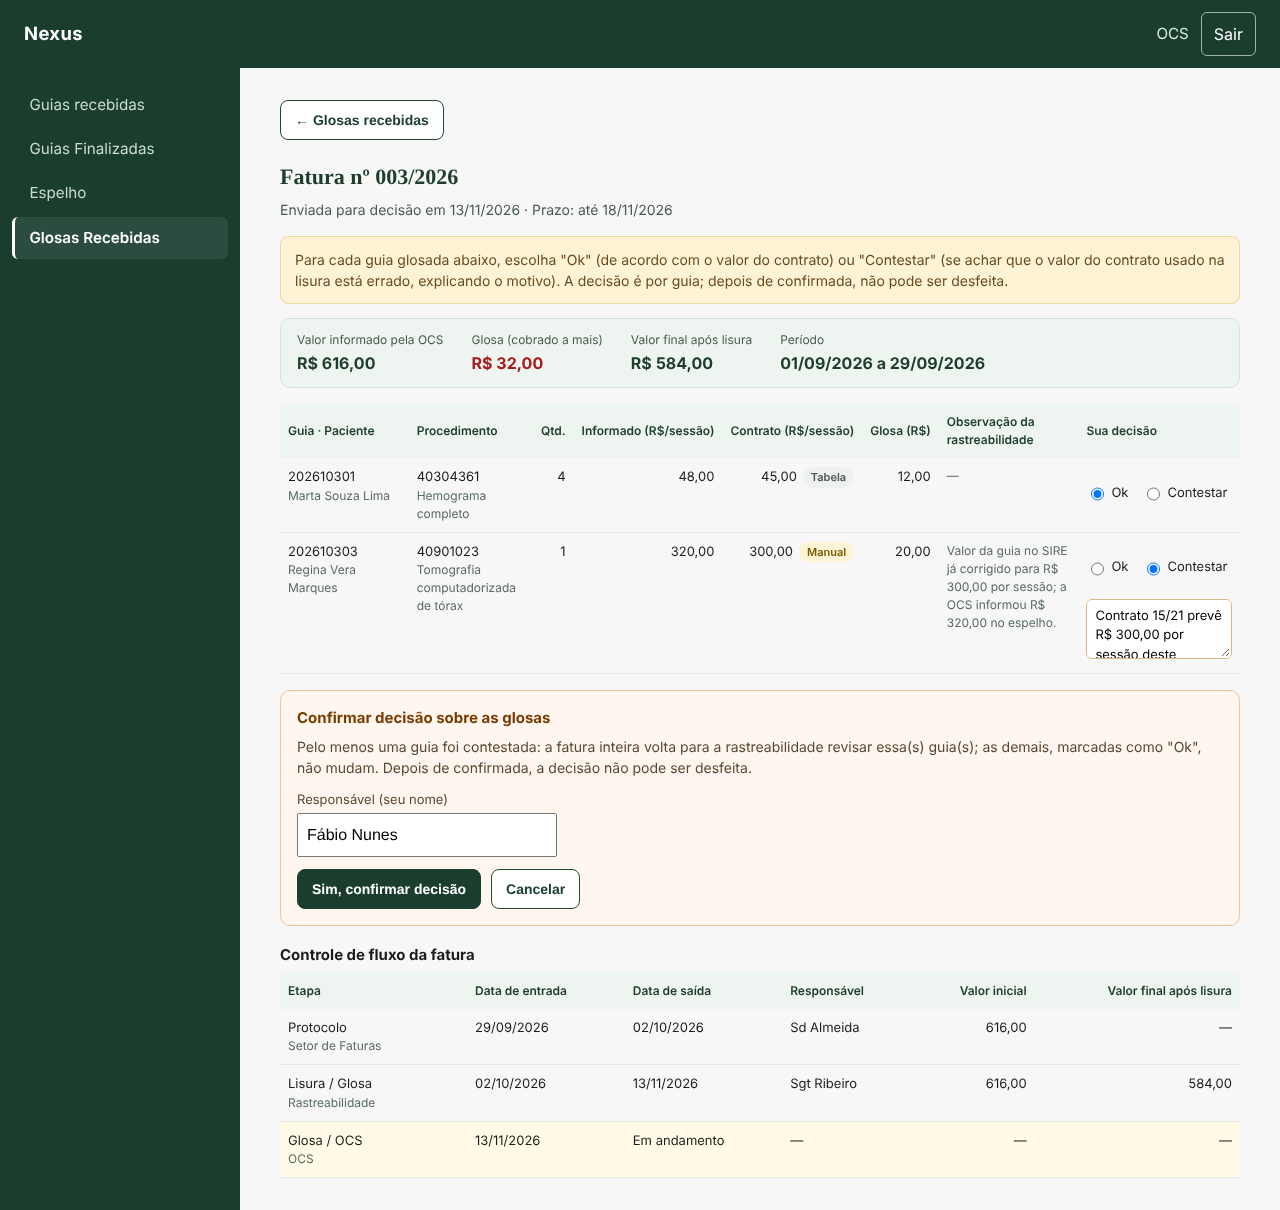 Nexus
OCS
Sair
Guias recebidas
Guias Finalizadas
Espelho
Glosas Recebidas
← Glosas recebidas
Fatura nº 003/2026
Enviada para decisão em 13/11/2026 · Prazo: até 18/11/2026
Para cada guia glosada abaixo, escolha "Ok" (de acordo com o valor do contrato) ou "Contestar" (se achar que o valor do contrato usado na
lisura está errado, explicando o motivo). A decisão é por guia; depois de confirmada, não pode ser desfeita.
Valor informado pela OCS
R$ 616,00
Glosa (cobrado a mais)
R$ 32,00
Valor final após lisura
R$ 584,00
Período
01/09/2026 a 29/09/2026
Guia · Paciente
Procedimento
Qtd.
Informado (R$/sessão)
Contrato (R$/sessão)
Glosa (R$)
Observação da
rastreabilidade
Sua decisão
202610301
Marta Souza Lima
40304361
Hemograma
completo
4
48,00
45,00 Tabela
12,00
—
Ok Contestar
202610303
Regina Vera
Marques
40901023
Tomografia
computadorizada
de tórax
1
320,00
300,00 Manual
20,00
Valor da guia no SIRE
já corrigido para R$
300,00 por sessão; a
OCS informou R$
320,00 no espelho.
Ok Contestar
Contrato 15/21 prevê
R$ 300,00 por
sessão deste
Confirmar decisão sobre as glosas
Pelo menos uma guia foi contestada: a fatura inteira volta para a rastreabilidade revisar essa(s) guia(s); as demais, marcadas como "Ok",
não mudam. Depois de confirmada, a decisão não pode ser desfeita.
Responsável (seu nome)
Fábio Nunes
Sim, confirmar decisão
Cancelar
Controle de fluxo da fatura
Etapa
Data de entrada
Data de saída
Responsável
Valor inicial
Valor final após lisura
Protocolo
Setor de Faturas
29/09/2026
02/10/2026
Sd Almeida
616,00
—
Lisura / Glosa
Rastreabilidade
02/10/2026
13/11/2026
Sgt Ribeiro
616,00
584,00
Glosa / OCS
OCS
13/11/2026
Em andamento
—
—
—